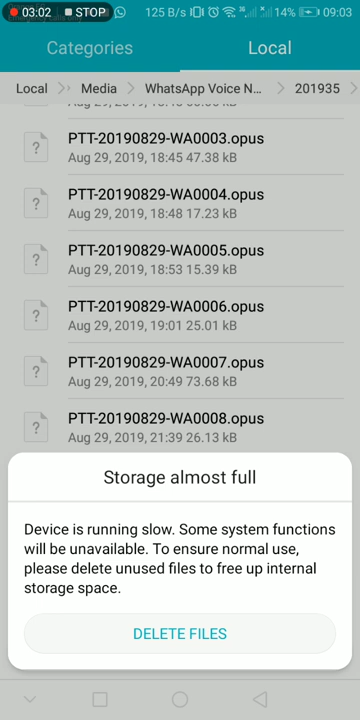 03:02 STOP 125 B/s 14% 09:03
Categories Local
Local Media WhatsApp Voice N... 201935
PTT-20190829-WA0003.opus
Aug 29, 2019, 18:45 47.38 kB
PTT-20190829-WA0004.opus
Aug 29, 2019, 18:48 17.23 kB
PTT-20190829-WA0005.opus
Aug 29, 2019, 18:53 15.39 kB
PTT-20190829-WA0006.opus
Aug 29, 2019, 19:01 25.01 kB
PTT-20190829-WA0007.opus
Aug 29, 2019, 20:49 73.68 kB
PTT-20190829-WA0008.opus
Aug 29, 2019, 21:39 26.13 kB
Storage almost full
Device is running slow. Some system functions
will be unavailable. To ensure normal use,
please delete unused files to free up internal
storage space.
DELETE FILES